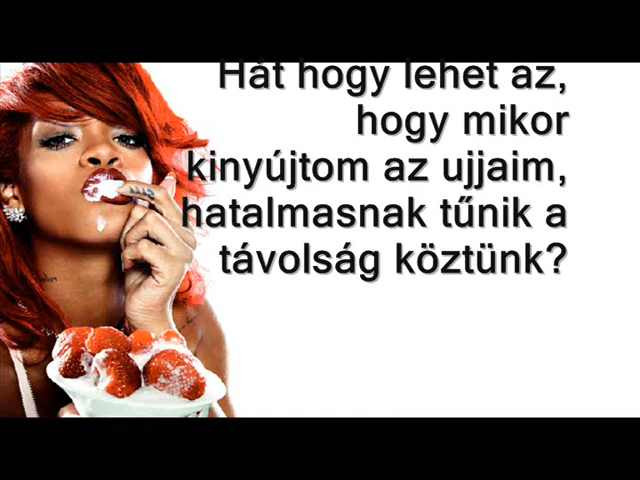 Hát hogy lehet az,
hogy mikor
kinyújtom az ujjaim,
hatalmasnak tűnik a
távolság köztünk?